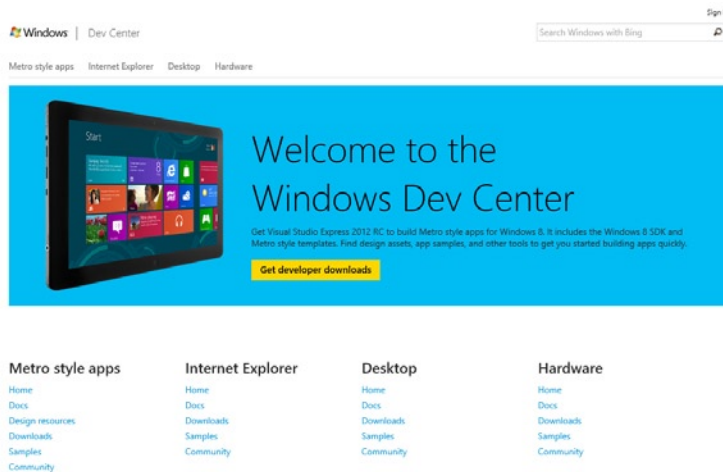 Sign
Windows | Dev Center
Search Windows with Bing
Metro style apps Internet Explorer Desktop Hardware
Start
Welcome to the
Windows Dev Center
Get Visual Studio Express 2012 RC to build Metro style apps for Windows 8. It includes the Windows 8 SDK and
Metro style templates. Find design assets, app samples, and other tools to get you started building apps quickly.
Get developer downloads
Metro style apps
Home
Docs
Design resources
Downloads
Samples
Community
Internet Explorer
Home
Docs
Downloads
Samples
Community
Desktop
Home
Docs
Downloads
Samples
Community
Hardware
Home
Docs
Downloads
Samples
Community